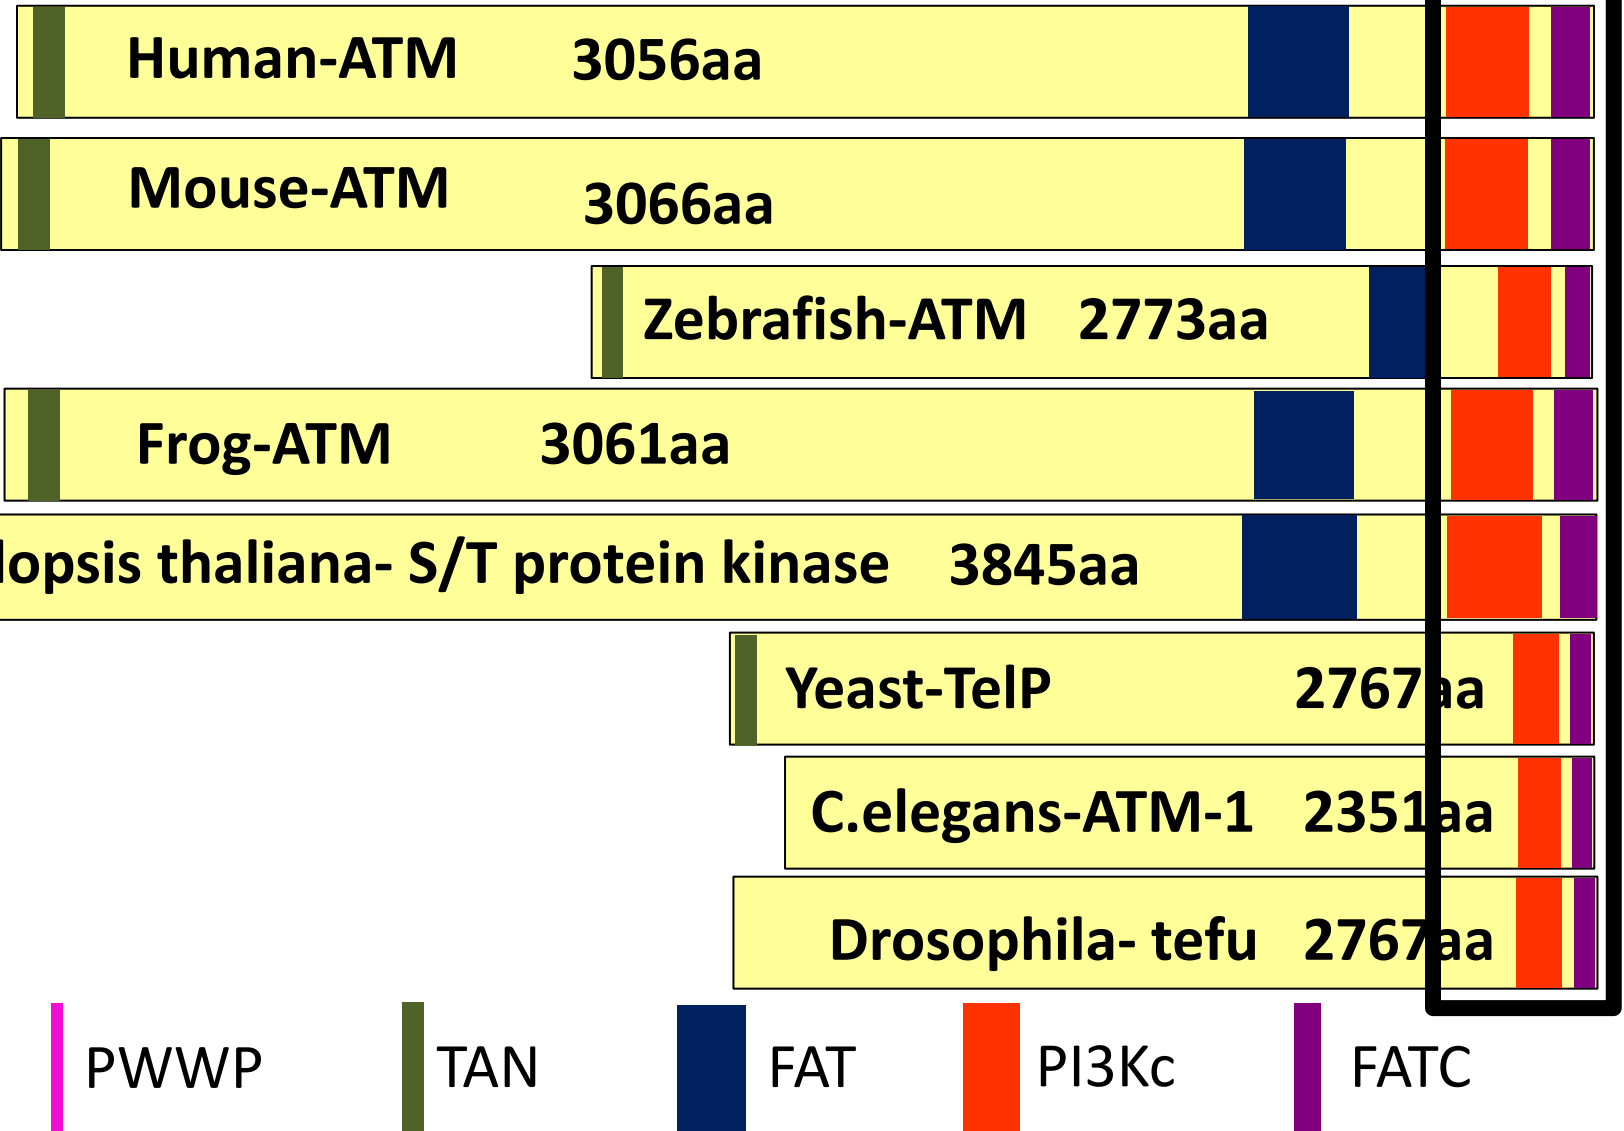 Human-ATM 3056aa
Mouse-ATM 3066aa
Zebrafish-ATM 2773aa
Frog-ATM 3061aa
lopsis thaliana- S/T protein kinase 3845aa
Yeast-TelP 2767aa
C.elegans-ATM-1 2351aa
Drosophila- tefu 2767aa
PWWP TAN FAT PI3Kc FATC